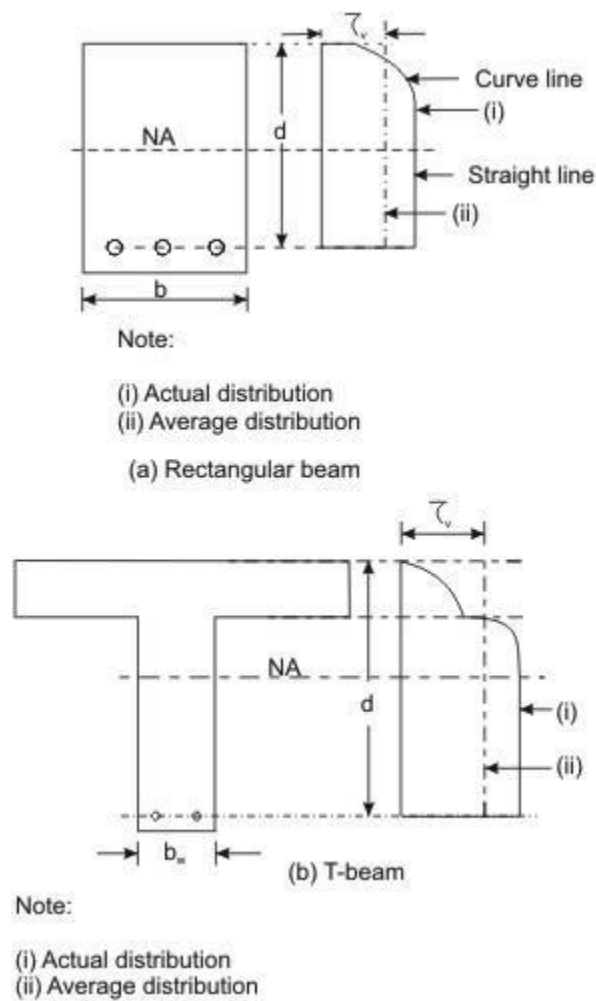 τᵥ
Curve line
(i)
NA
d
Straight line
(ii)
b
Note:
(i) Actual distribution
(ii) Average distribution
(a) Rectangular beam
τᵥ
NA
d
(i)
(ii)
b_w
(b) T-beam
Note:
(i) Actual distribution
(ii) Average distribution